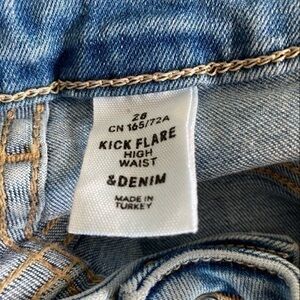 28
CN 165/72A
KICK FLARE
HIGH
WAIST
&DENIM
MADE IN
TURKEY